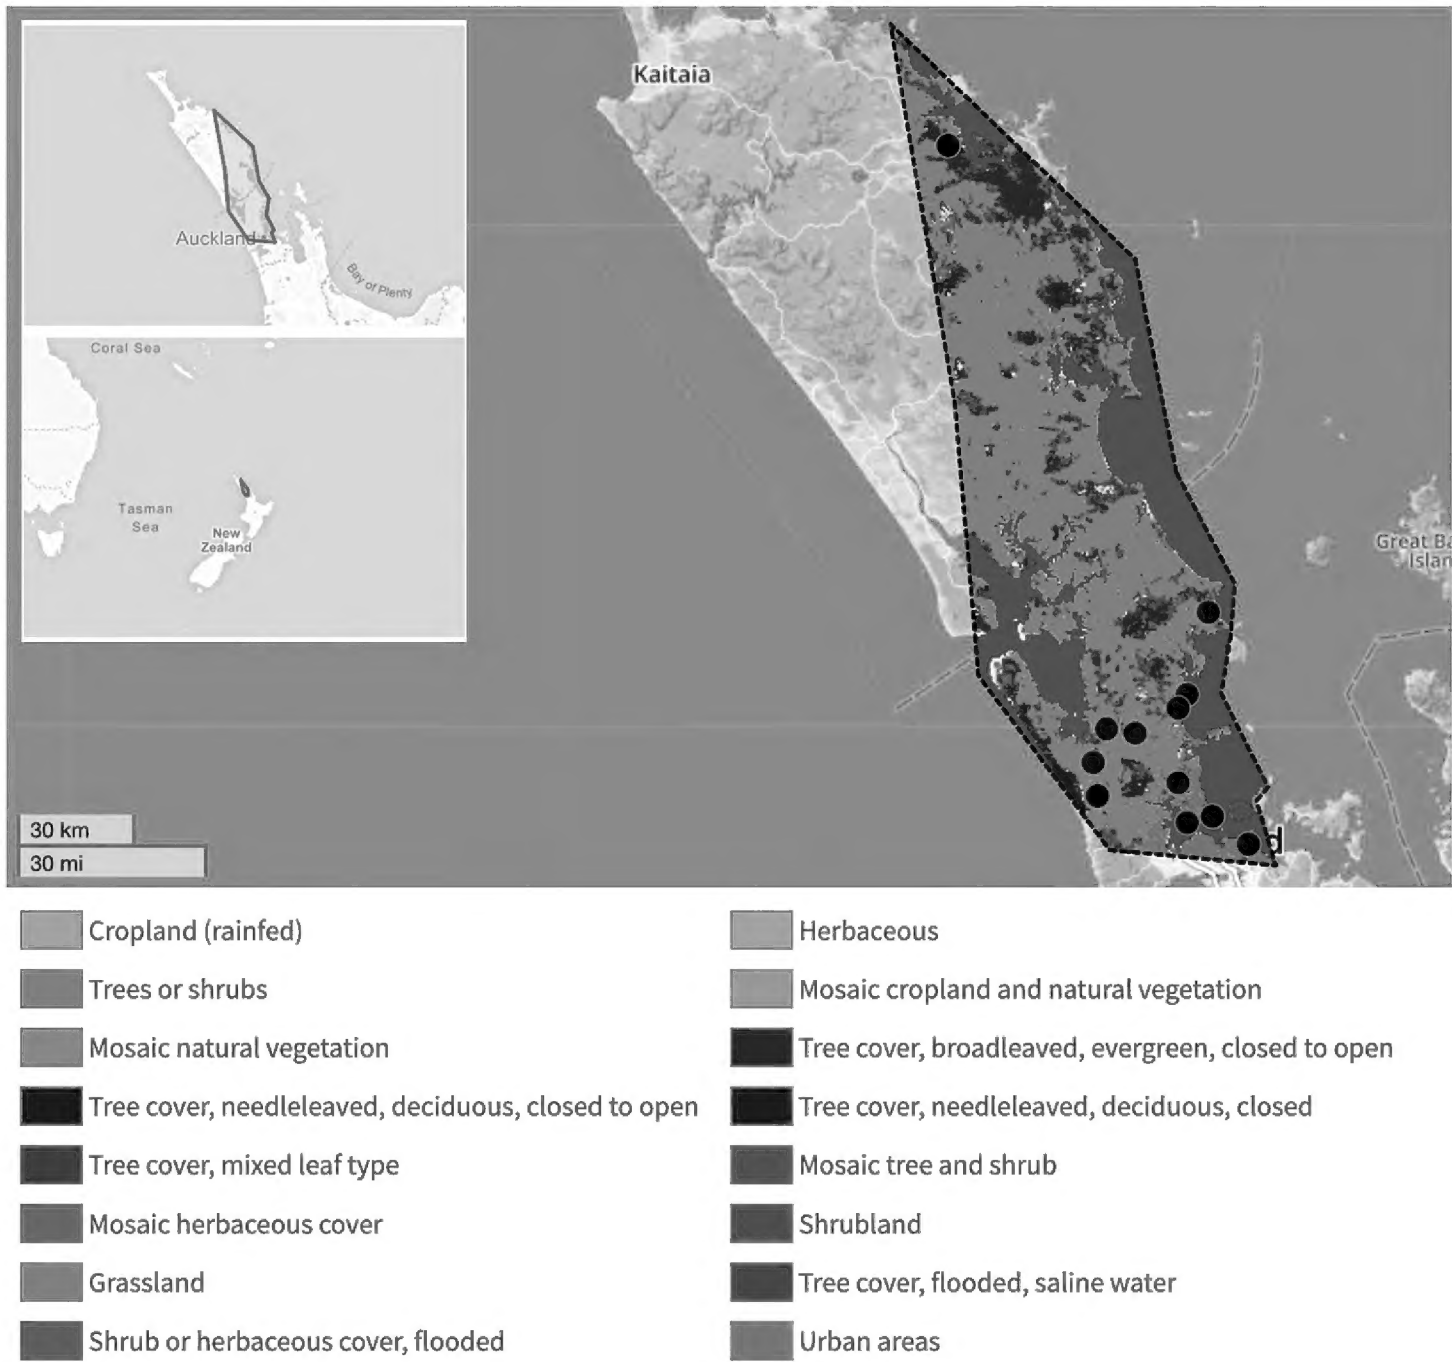 Kaitaia
Auckland
Bay of Plenty
Coral Sea
Tasman
Sea
New
Zealand
Great Ba
Islan
d
30 km
30 mi
Cropland (rainfed)
Herbaceous
Trees or shrubs
Mosaic cropland and natural vegetation
Mosaic natural vegetation
Tree cover, broadleaved, evergreen, closed to open
Tree cover, needleleaved, deciduous, closed to open
Tree cover, needleleaved, deciduous, closed
Tree cover, mixed leaf type
Mosaic tree and shrub
Mosaic herbaceous cover
Shrubland
Grassland
Tree cover, flooded, saline water
Shrub or herbaceous cover, flooded
Urban areas